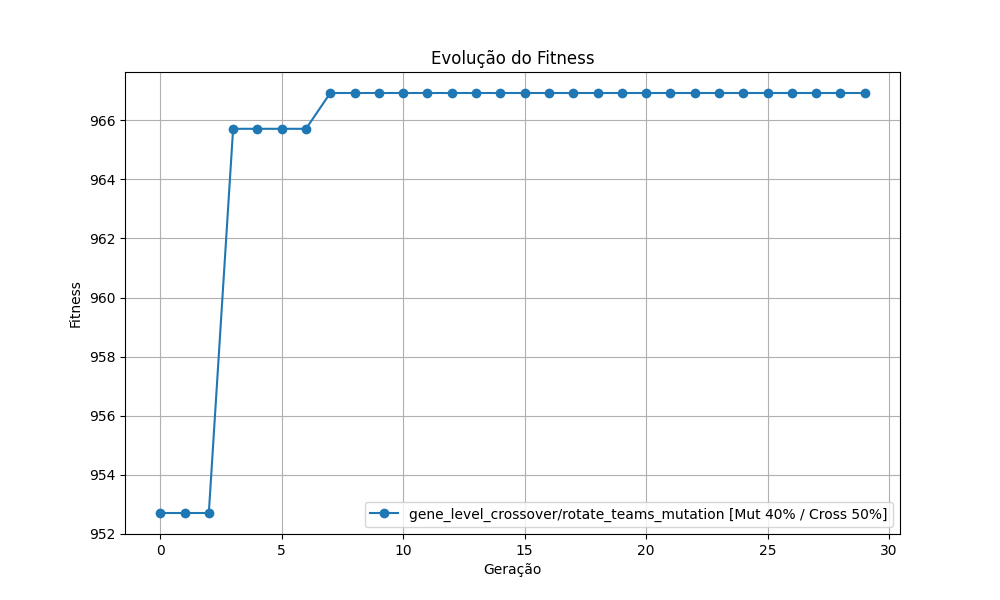 Evolução do Fitness
Fitness
966
964
962
960
958
956
954
952
gene_level_crossover/rotate_teams_mutation [Mut 40% / Cross 50%]
0 5 10 15 20 25 30
Geração